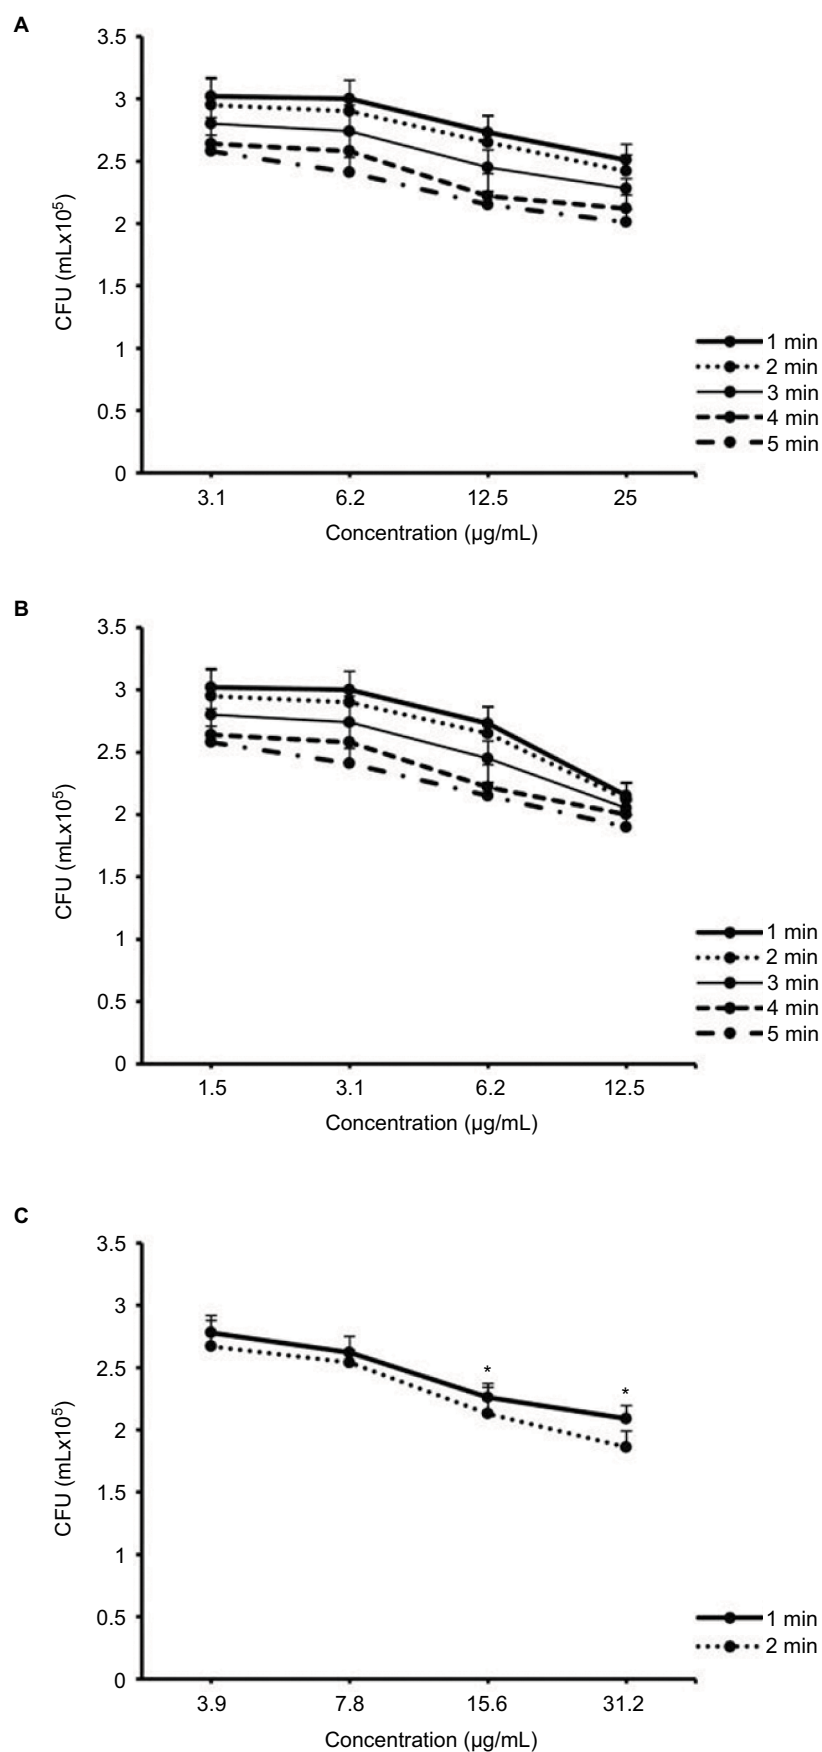 A
3.5
3
2.5
2
1.5
1
0.5
0
CFU (mLx10⁵)
3.1 6.2 12.5 25
Concentration (µg/mL)
1 min
2 min
3 min
4 min
5 min
B
3.5
3
2.5
2
1.5
1
0.5
0
CFU (mLx10⁵)
1.5 3.1 6.2 12.5
Concentration (µg/mL)
1 min
2 min
3 min
4 min
5 min
C
3.5
3
2.5
2
1.5
1
0.5
0
CFU (mLx10⁵)
* *
3.9 7.8 15.6 31.2
Concentration (µg/mL)
1 min
2 min